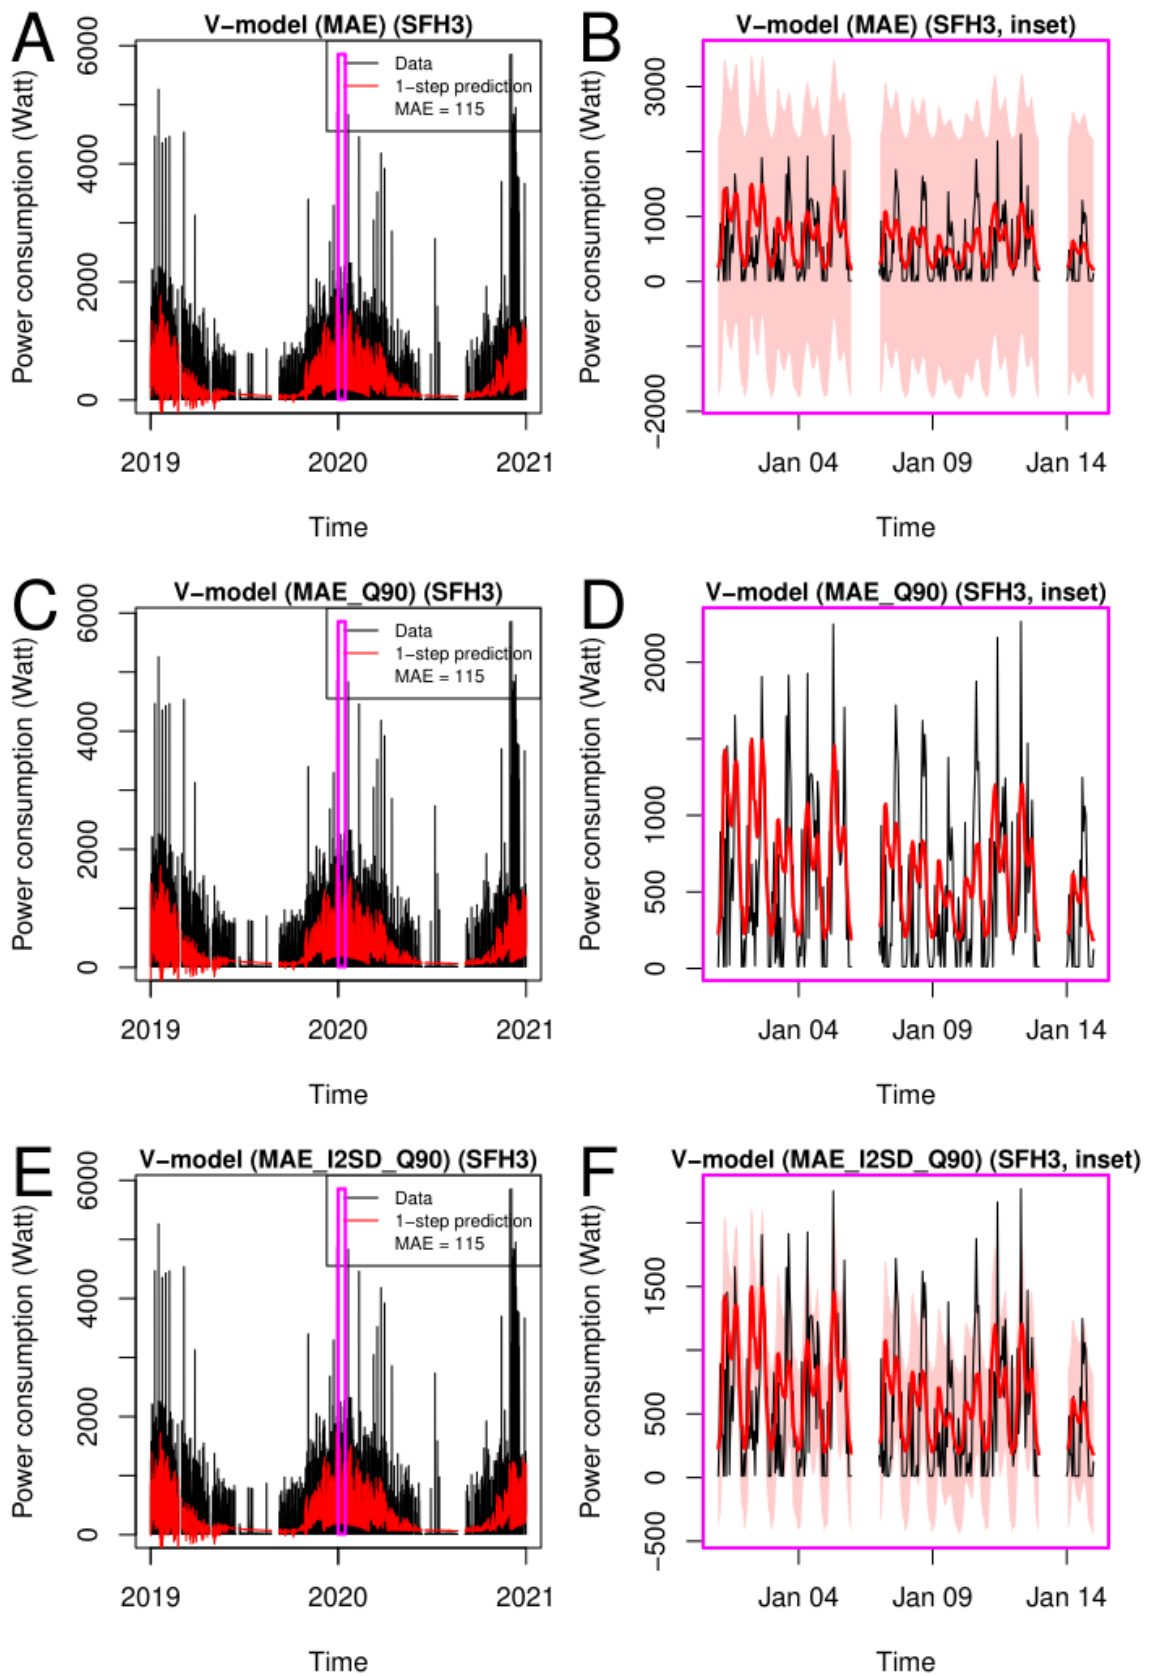 A
V−model (MAE) (SFH3)
Power consumption (Watt)
0
2000
4000
6000
Data
1−step prediction
MAE = 115
2019
2020
2021
Time
B
V−model (MAE) (SFH3, inset)
Power consumption (Watt)
−2000
0
1000
3000
Jan 04
Jan 09
Jan 14
Time
C
V−model (MAE_Q90) (SFH3)
Power consumption (Watt)
0
2000
4000
6000
Data
1−step prediction
MAE = 115
2019
2020
2021
Time
D
V−model (MAE_Q90) (SFH3, inset)
Power consumption (Watt)
0
500
1000
2000
Jan 04
Jan 09
Jan 14
Time
E
V−model (MAE_I2SD_Q90) (SFH3)
Power consumption (Watt)
0
2000
4000
6000
Data
1−step prediction
MAE = 115
2019
2020
2021
Time
F
V−model (MAE_I2SD_Q90) (SFH3, inset)
Power consumption (Watt)
−500
0
500
1500
Jan 04
Jan 09
Jan 14
Time